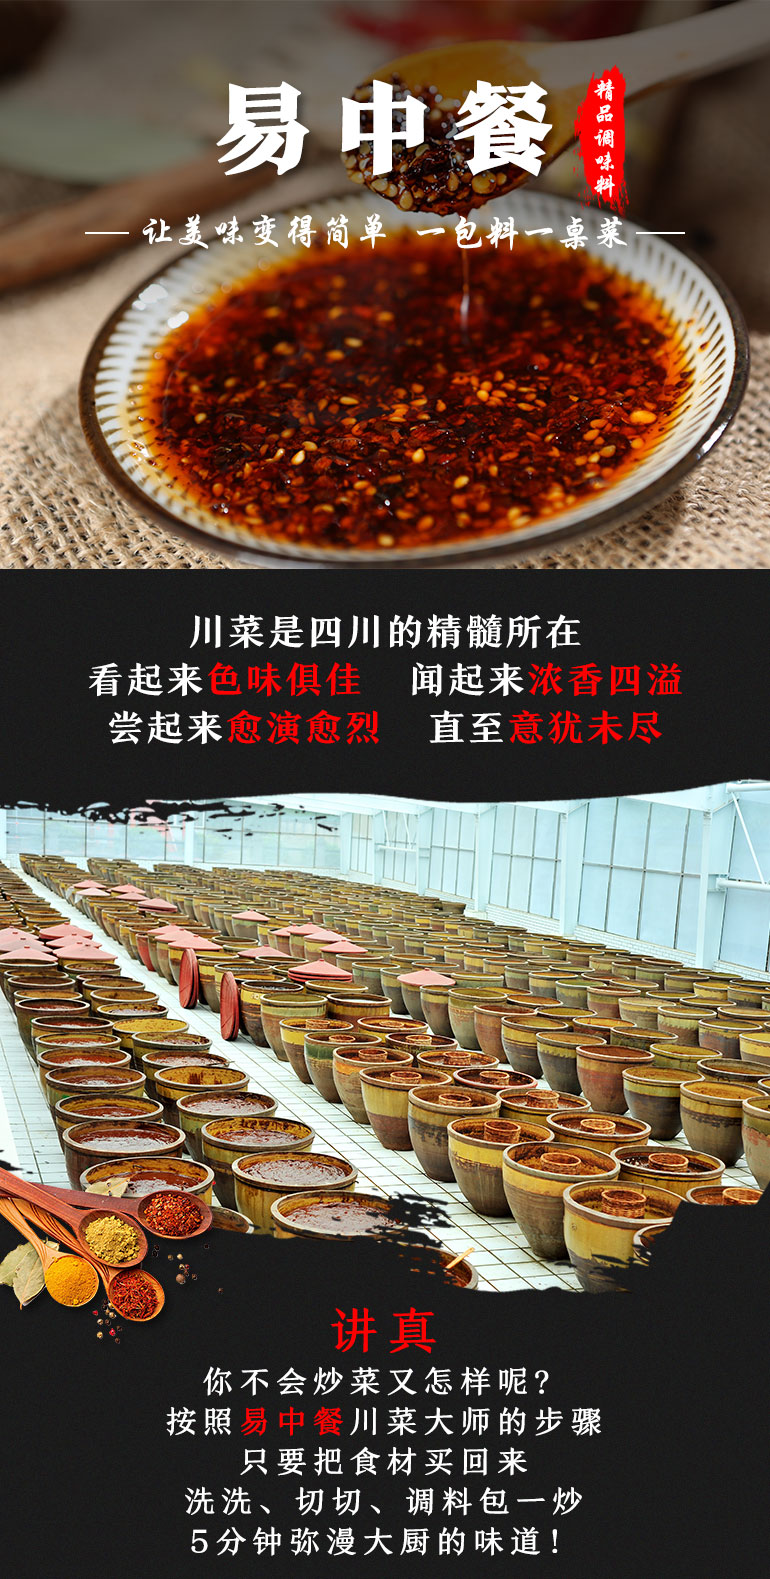 易中餐
精品调味料
让美味变得简单 一包料一桌菜
川菜是四川的精髓所在
看起来色味俱佳 闻起来浓香四溢
尝起来愈演愈烈 直至意犹未尽
讲真
你不会炒菜又怎样呢?
按照易中餐川菜大师的步骤
只要把食材买回来
洗洗、切切、调料包一炒
5分钟弥漫大厨的味道!